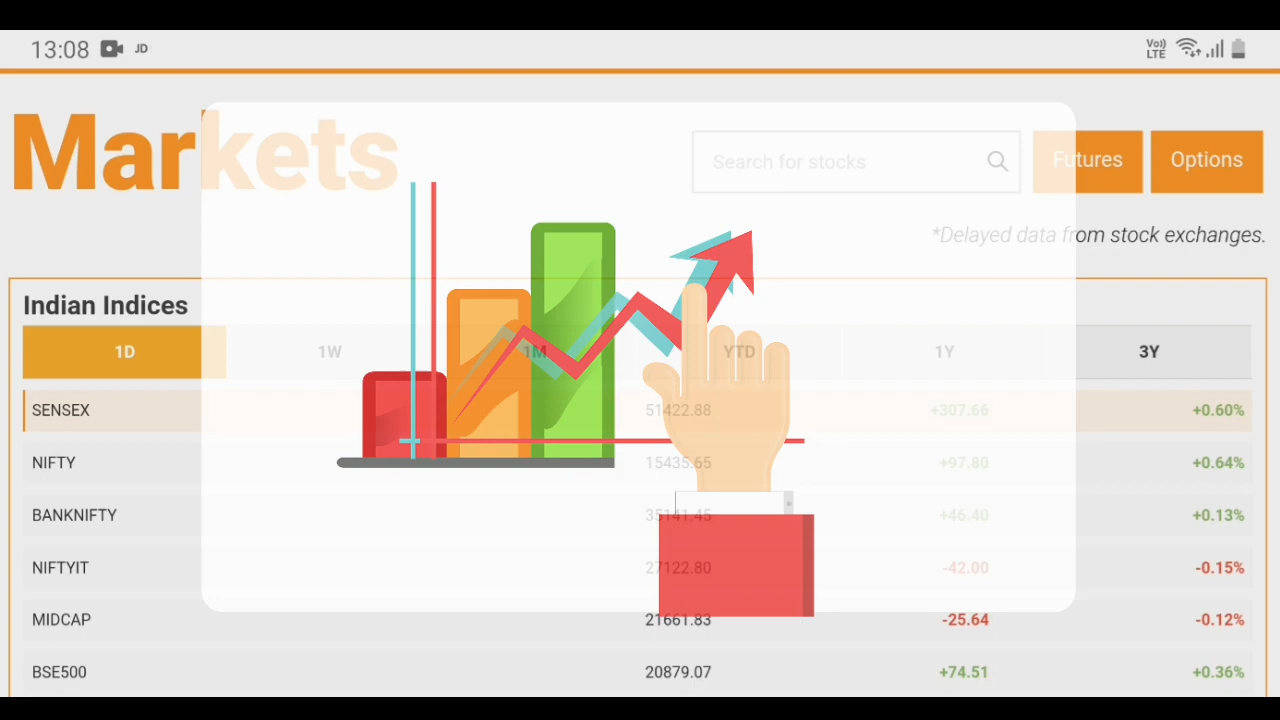 13:08 JD Vo)) LTE
Markets
Search for stocks Futures Options
*Delayed data from stock exchanges.
Indian Indices
1D 1W 1M YTD 1Y 3Y
SENSEX 51422.88 +307.66 +0.60%
NIFTY 15435.65 +97.80 +0.64%
BANKNIFTY 35141.45 +46.40 +0.13%
NIFTYIT 27122.80 -42.00 -0.15%
MIDCAP 21661.83 -25.64 -0.12%
BSE500 20879.07 +74.51 +0.36%